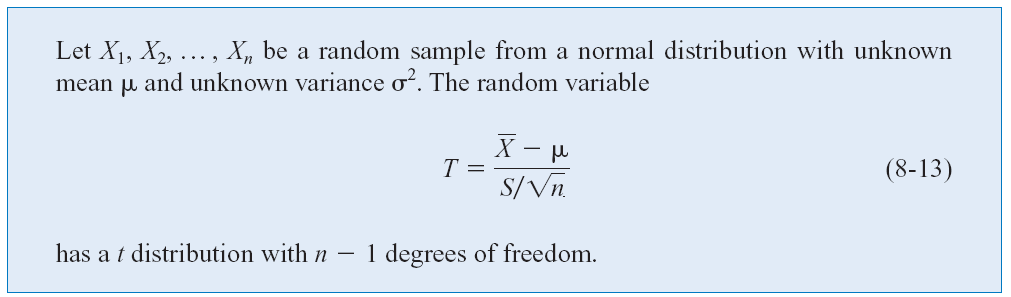 Let X₁, X₂, ..., Xₙ be a random sample from a normal distribution with unknown
mean μ and unknown variance σ². The random variable
T = (X̄ − μ) / (S/√n) (8-13)
has a t distribution with n − 1 degrees of freedom.